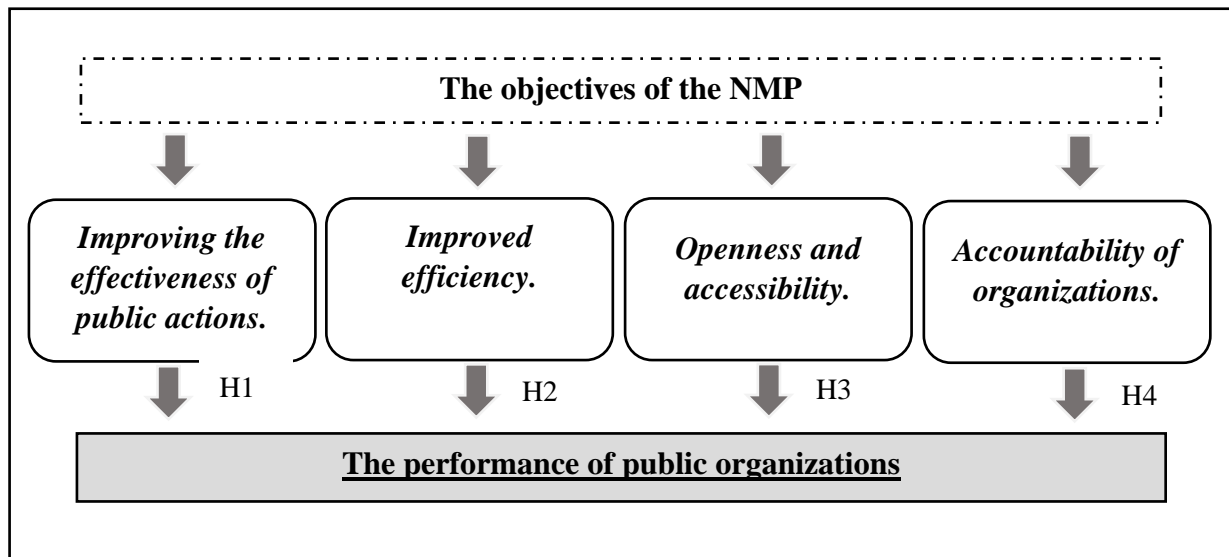 The objectives of the NMP
Improving the
effectiveness of
public actions.
Improved
efficiency.
Openness and
accessibility.
Accountability of
organizations.
H1
H2
H3
H4
The performance of public organizations